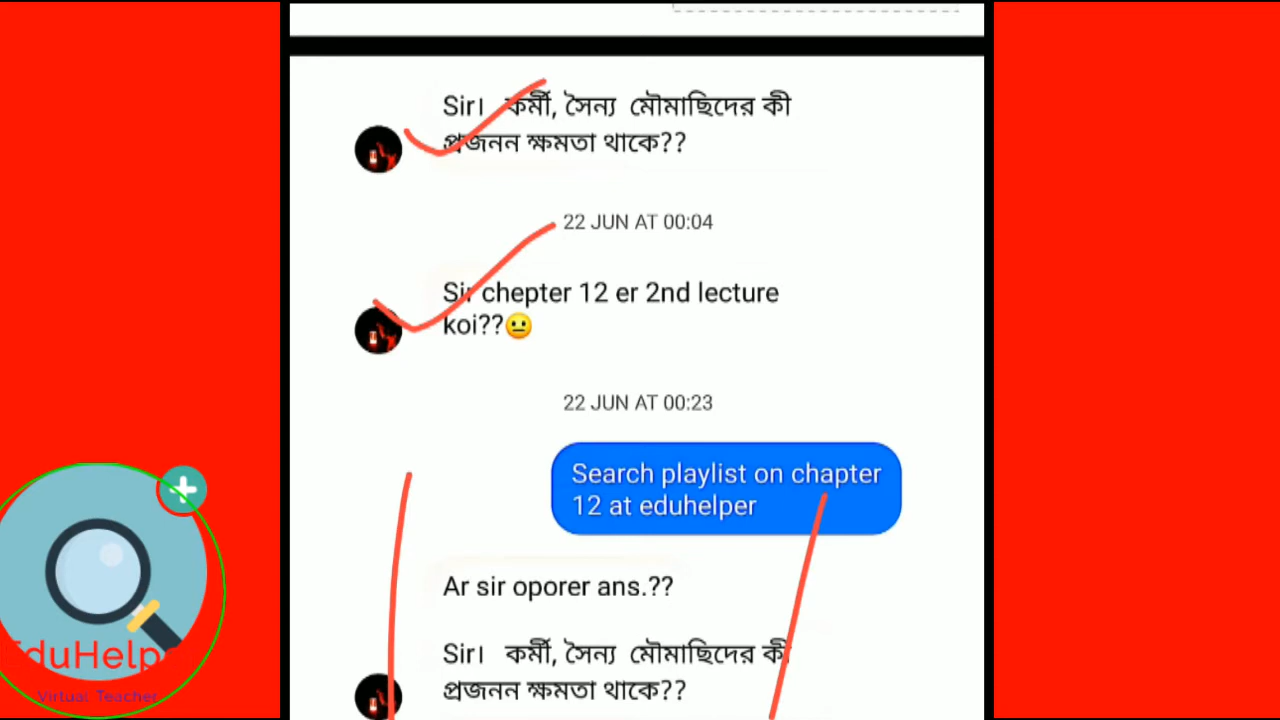 Sir। কর্মী, সৈন্য মৌমাছিদের কী
প্রজনন ক্ষমতা থাকে??
22 JUN AT 00:04
Sir chepter 12 er 2nd lecture
koi??😐
22 JUN AT 00:23
Search playlist on chapter
12 at eduhelper
Ar sir oporer ans.??
Sir। কর্মী, সৈন্য মৌমাছিদের কী
প্রজনন ক্ষমতা থাকে??
EduHelp
Virtual Teacher